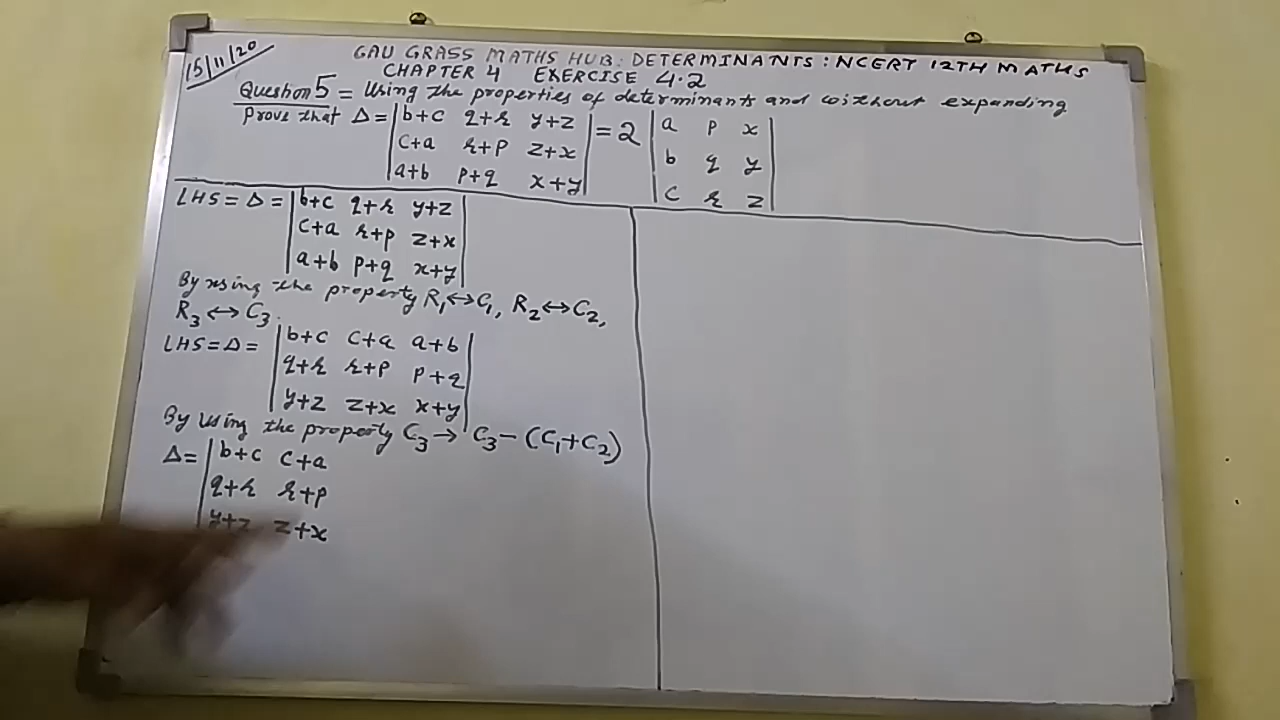 15/11/20
GAU GRASS MATHS HUB: DETERMINANTS: NCERT 12TH MATHS
CHAPTER 4 EXERCISE 4.2
Question 5 = Using the properties of determinants and without expanding
prove that Δ = | b+c q+r y+z | = 2 | a p x |
| c+a r+p z+x | | b q y |
| a+b p+q x+y | | c r z |
LHS = Δ = | b+c q+r y+z |
| c+a r+p z+x |
| a+b p+q x+y |
By using the property R₁↔C₁, R₂↔C₂,
R₃↔C₃.
LHS = Δ = | b+c c+a a+b |
| q+r r+p p+q |
| y+z z+x x+y |
By using the property C₃→ C₃-(C₁+C₂)
Δ = | b+c c+a
| q+r r+p
| y+z z+x